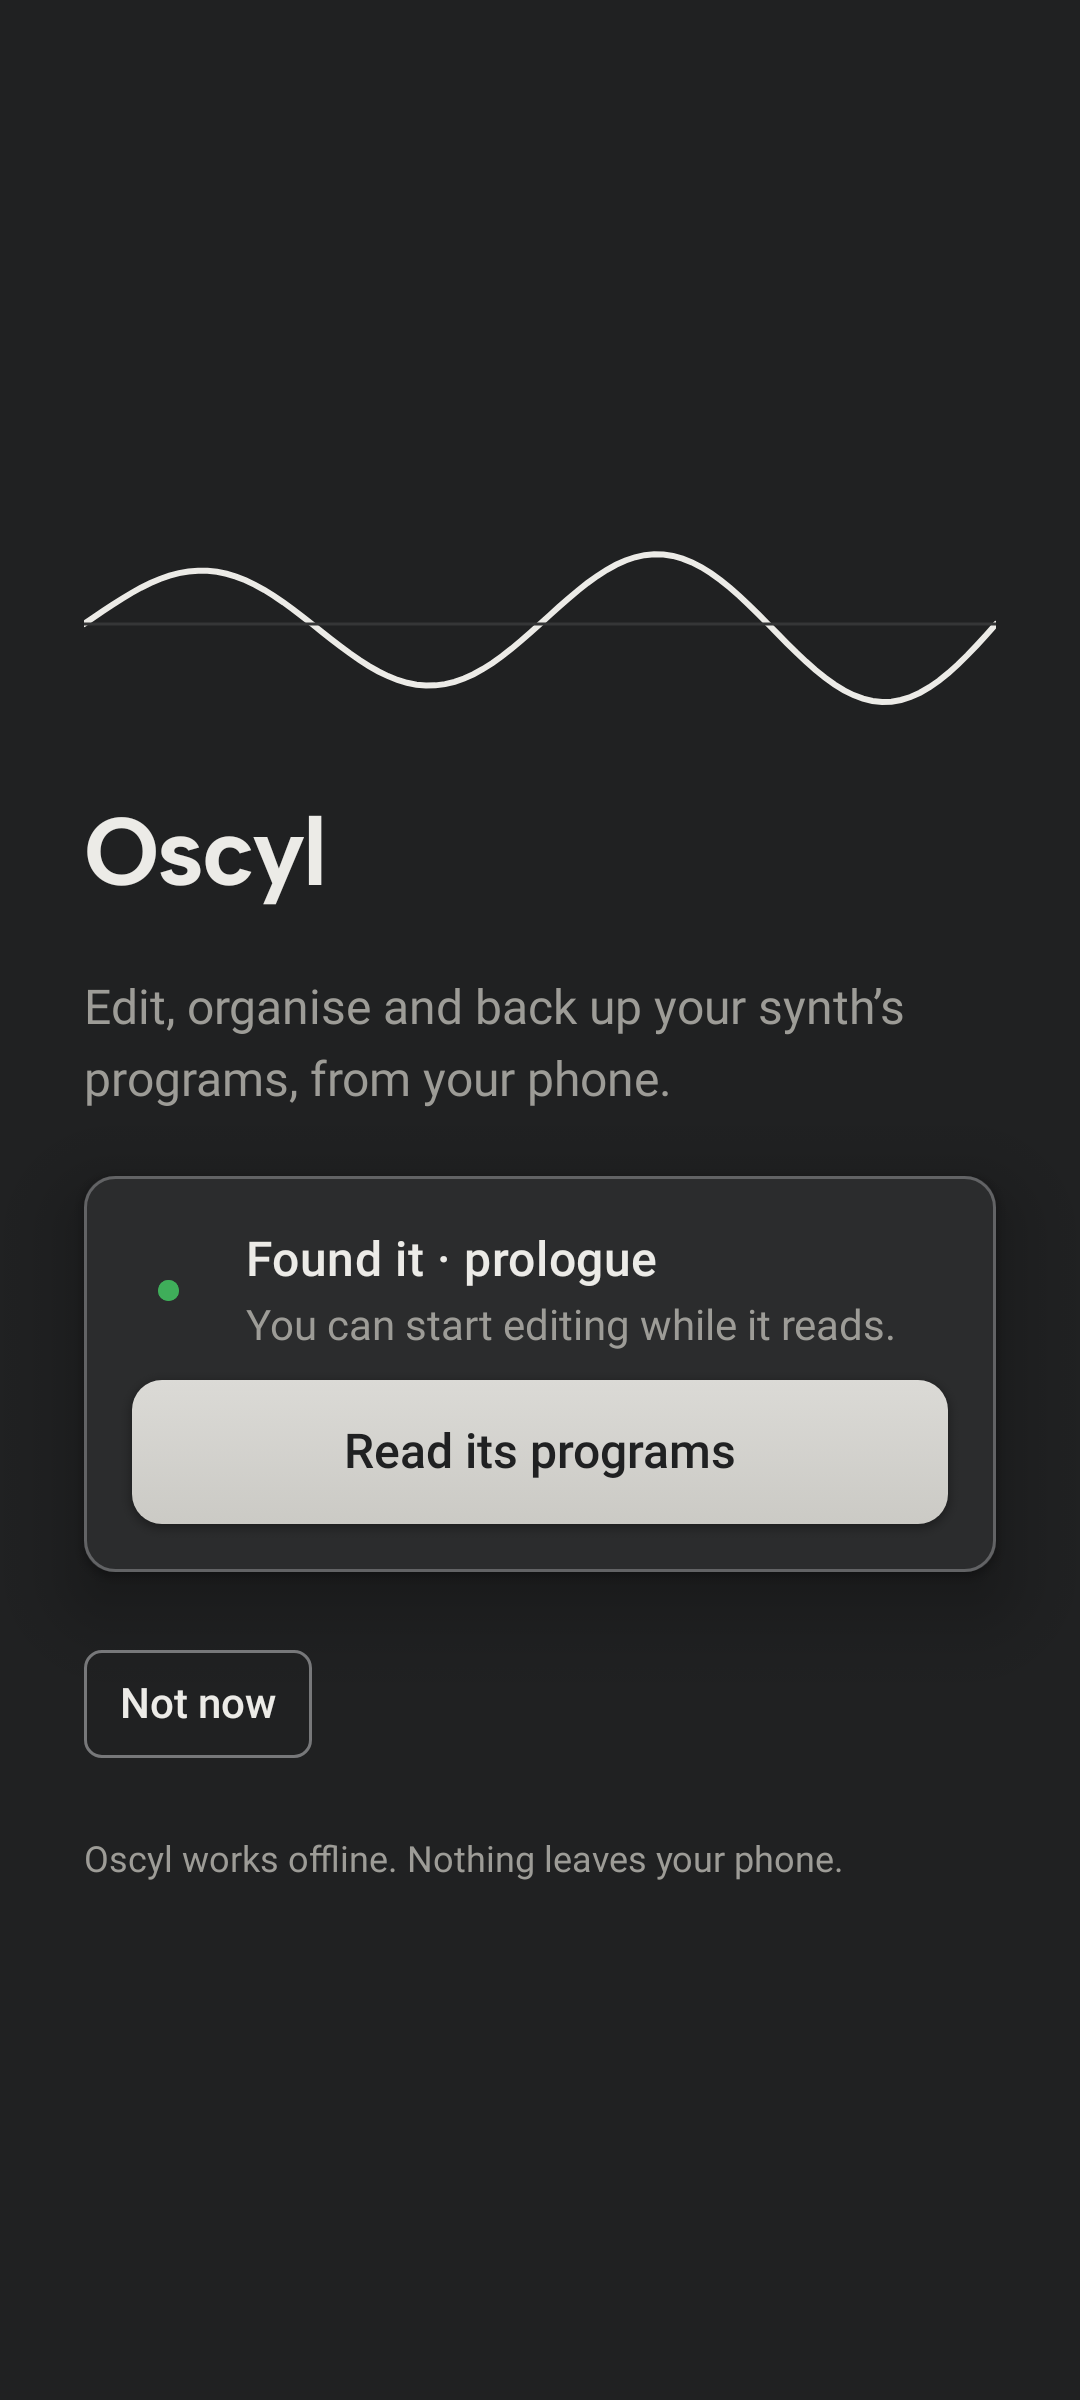 Oscyl
Edit, organise and back up your synth’s
programs, from your phone.
Found it · prologue
You can start editing while it reads.
Read its programs
Not now
Oscyl works offline. Nothing leaves your phone.